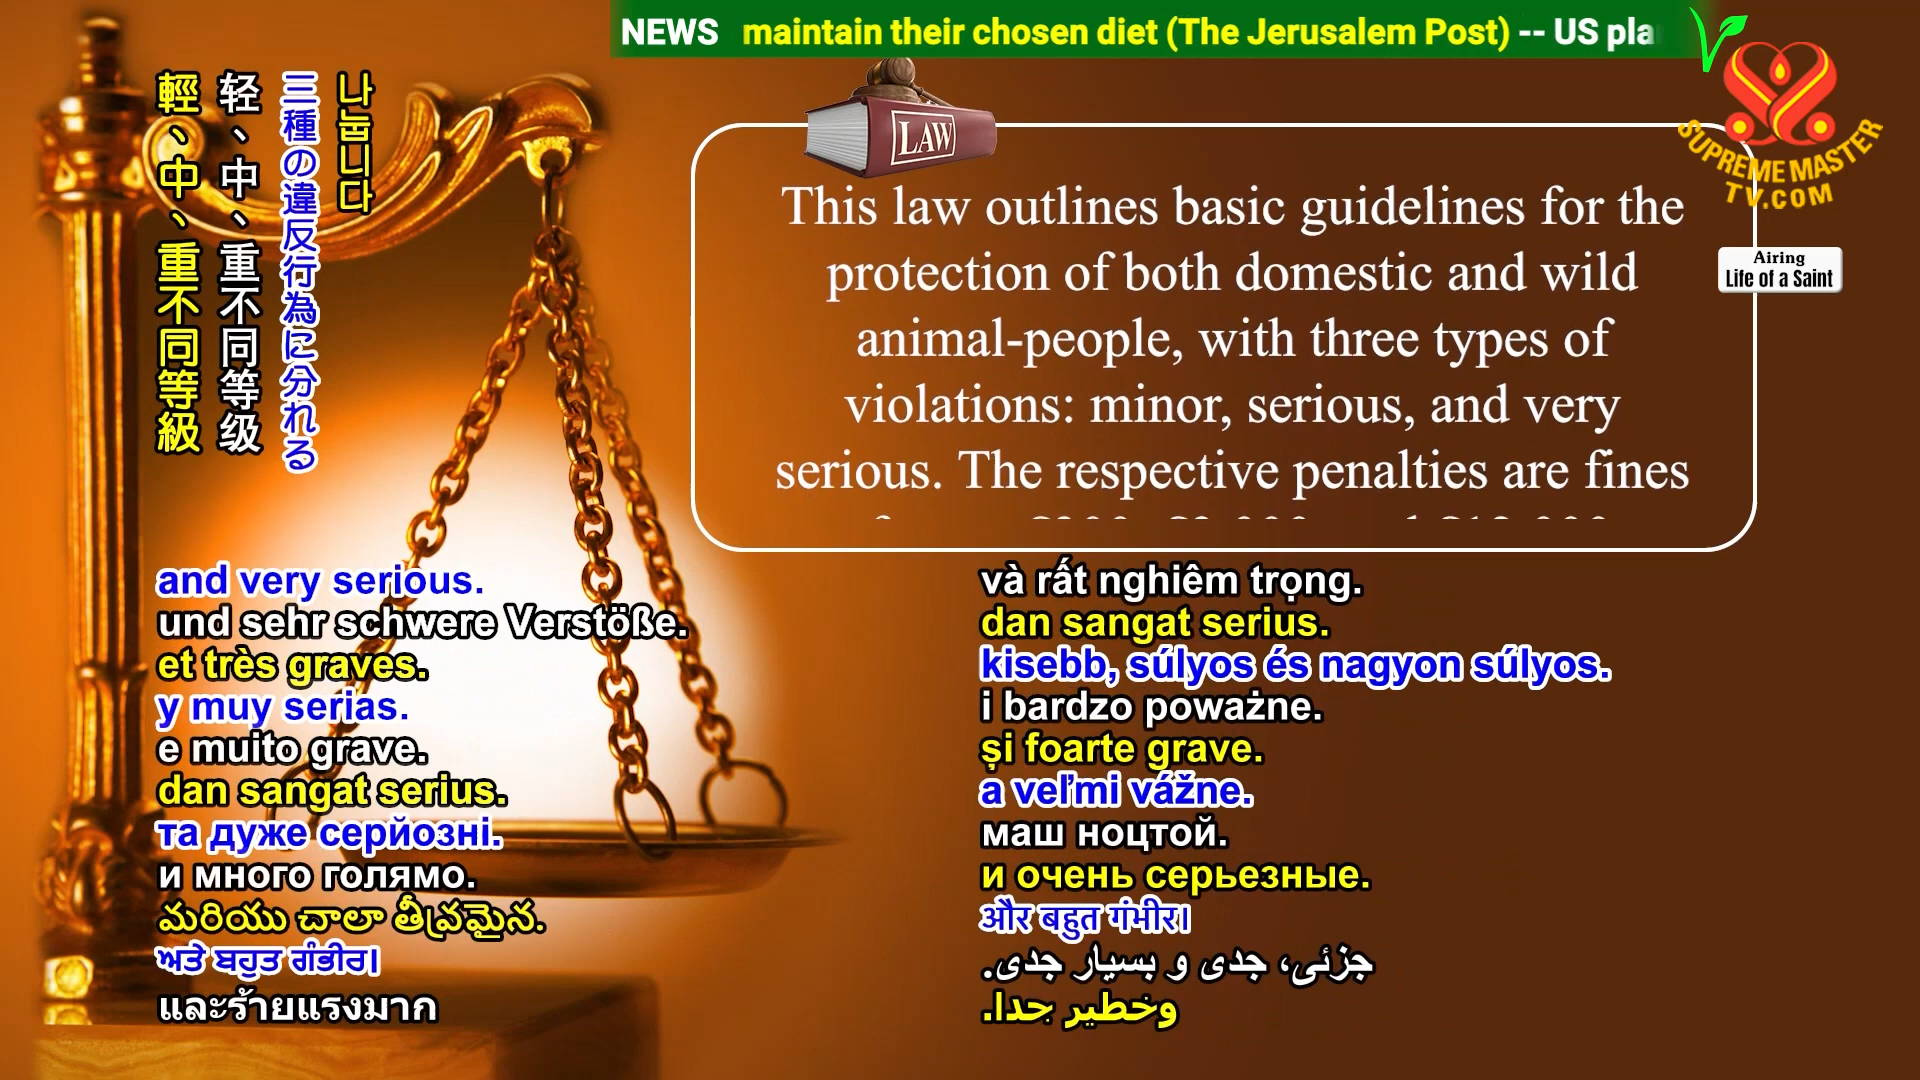 NEWS maintain their chosen diet (The Jerusalem Post) -- US
SUPREME MASTER
TV.COM
Airing
Life of a Saint
LAW
This law outlines basic guidelines for the
protection of both domestic and wild
animal-people, with three types of
violations: minor, serious, and very
serious. The respective penalties are fines
나눕니다
三種の違反行為に分れる
轻、中、重不同等级
輕、中、重不同等級
and very serious.
und sehr schwere Verstöße.
et très graves.
y muy serias.
e muito grave.
dan sangat serius.
та дуже серйозні.
и много голямо.
మరియు చాలా తీవ్రమైన.
ਅਤੇ ਬਹੁਤ ਗੰਭੀਰ।
และร้ายแรงมาก
và rất nghiêm trọng.
dan sangat serius.
kisebb, súlyos és nagyon súlyos.
i bardzo poważne.
și foarte grave.
a veľmi vážne.
маш ноцтой.
и очень серьезные.
और बहुत गंभीर।
جزئی، جدی و بسیار جدی.
وخطير جدا.